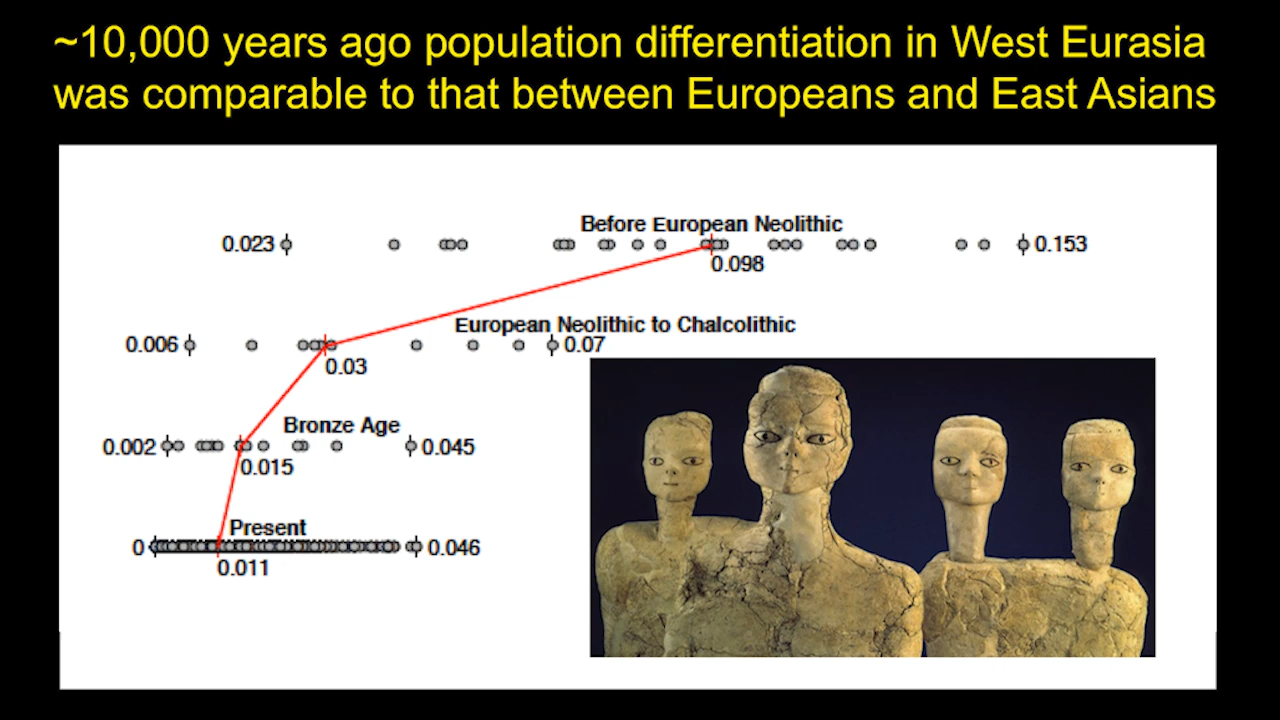 ~10,000 years ago population differentiation in West Eurasia
was comparable to that between Europeans and East Asians
Before European Neolithic
0.023
0.153
0.098
European Neolithic to Chalcolithic
0.006
0.07
0.03
Bronze Age
0.002
0.045
0.015
Present
0
0.046
0.011